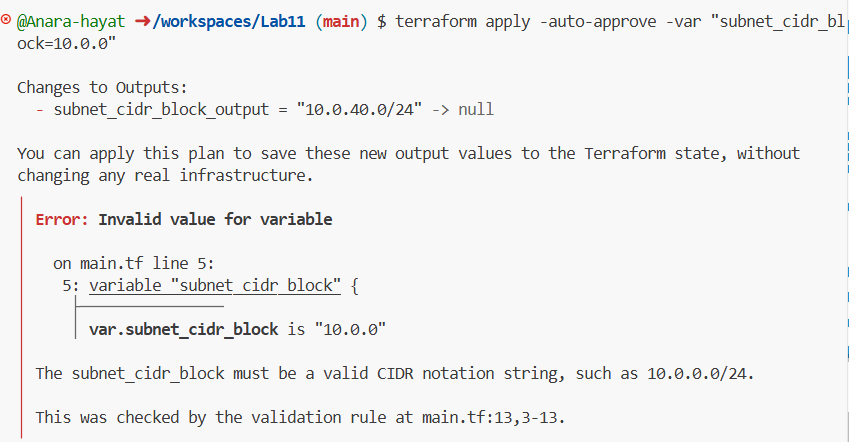 @Anara-hayat ➜/workspaces/Lab11 (main) $ terraform apply -auto-approve -var "subnet_cidr_bl
ock=10.0.0"
Changes to Outputs:
- subnet_cidr_block_output = "10.0.40.0/24" -> null
You can apply this plan to save these new output values to the Terraform state, without
changing any real infrastructure.
Error: Invalid value for variable
on main.tf line 5:
5: variable "subnet_cidr_block" {
var.subnet_cidr_block is "10.0.0"
The subnet_cidr_block must be a valid CIDR notation string, such as 10.0.0.0/24.
This was checked by the validation rule at main.tf:13,3-13.